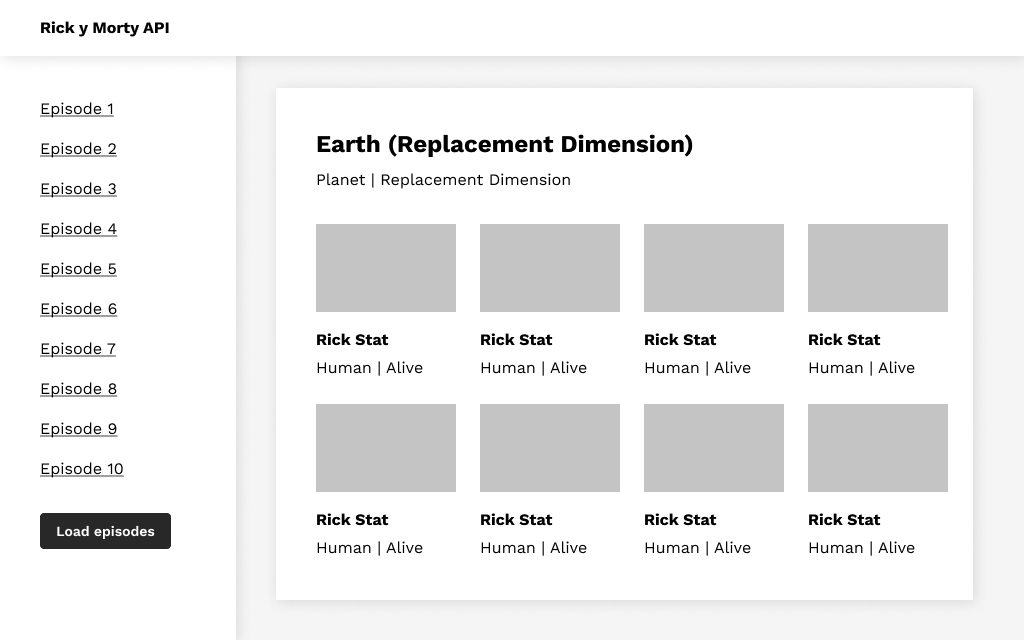 Rick y Morty API
Episode 1
Episode 2
Episode 3
Episode 4
Episode 5
Episode 6
Episode 7
Episode 8
Episode 9
Episode 10
Load episodes
Earth (Replacement Dimension)
Planet | Replacement Dimension
Rick Stat Rick Stat Rick Stat Rick Stat
Human | Alive Human | Alive Human | Alive Human | Alive
Rick Stat Rick Stat Rick Stat Rick Stat
Human | Alive Human | Alive Human | Alive Human | Alive